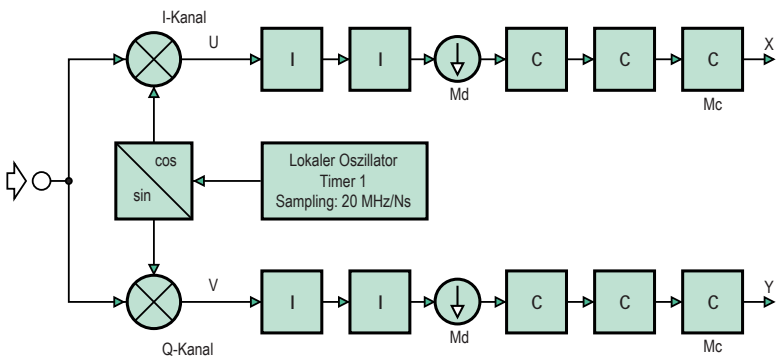 I-Kanal
U
I
I
Md
C
C
C
Mc
X
cos
sin
Lokaler Oszillator
Timer 1
Sampling: 20 MHz/Ns
V
I
I
Md
C
C
C
Mc
Y
Q-Kanal